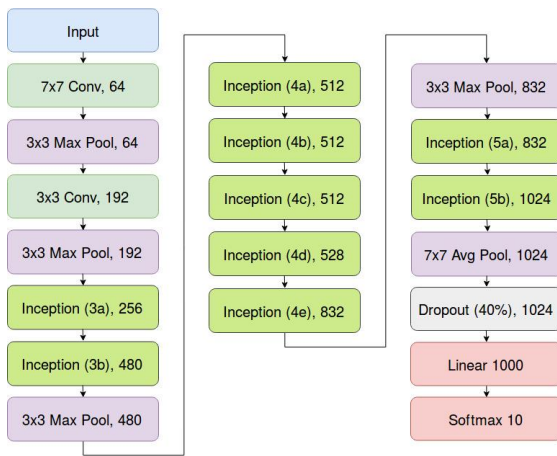 Input
7x7 Conv, 64
3x3 Max Pool, 64
3x3 Conv, 192
3x3 Max Pool, 192
Inception (3a), 256
Inception (3b), 480
3x3 Max Pool, 480
Inception (4a), 512
Inception (4b), 512
Inception (4c), 512
Inception (4d), 528
Inception (4e), 832
3x3 Max Pool, 832
Inception (5a), 832
Inception (5b), 1024
7x7 Avg Pool, 1024
Dropout (40%), 1024
Linear 1000
Softmax 10